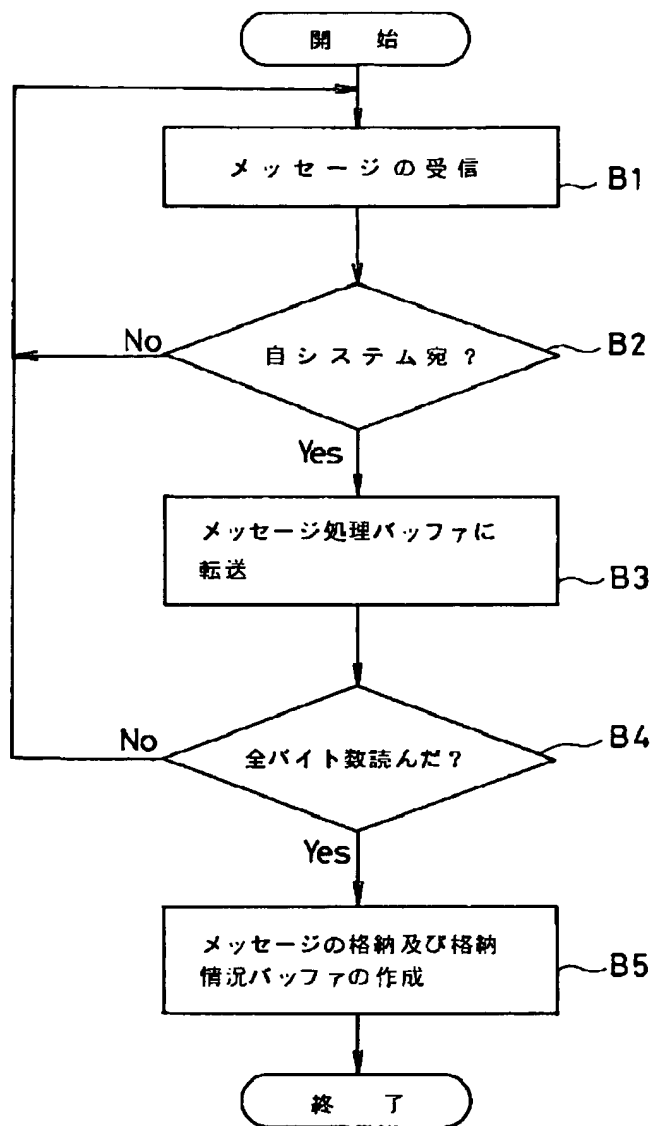 開始
メッセージの受信
B1
自システム宛?
B2
No
Yes
メッセージ処理バッファに
転送
B3
全バイト数読んだ?
B4
No
Yes
メッセージの格納及び格納
情況バッファの作成
B5
終了